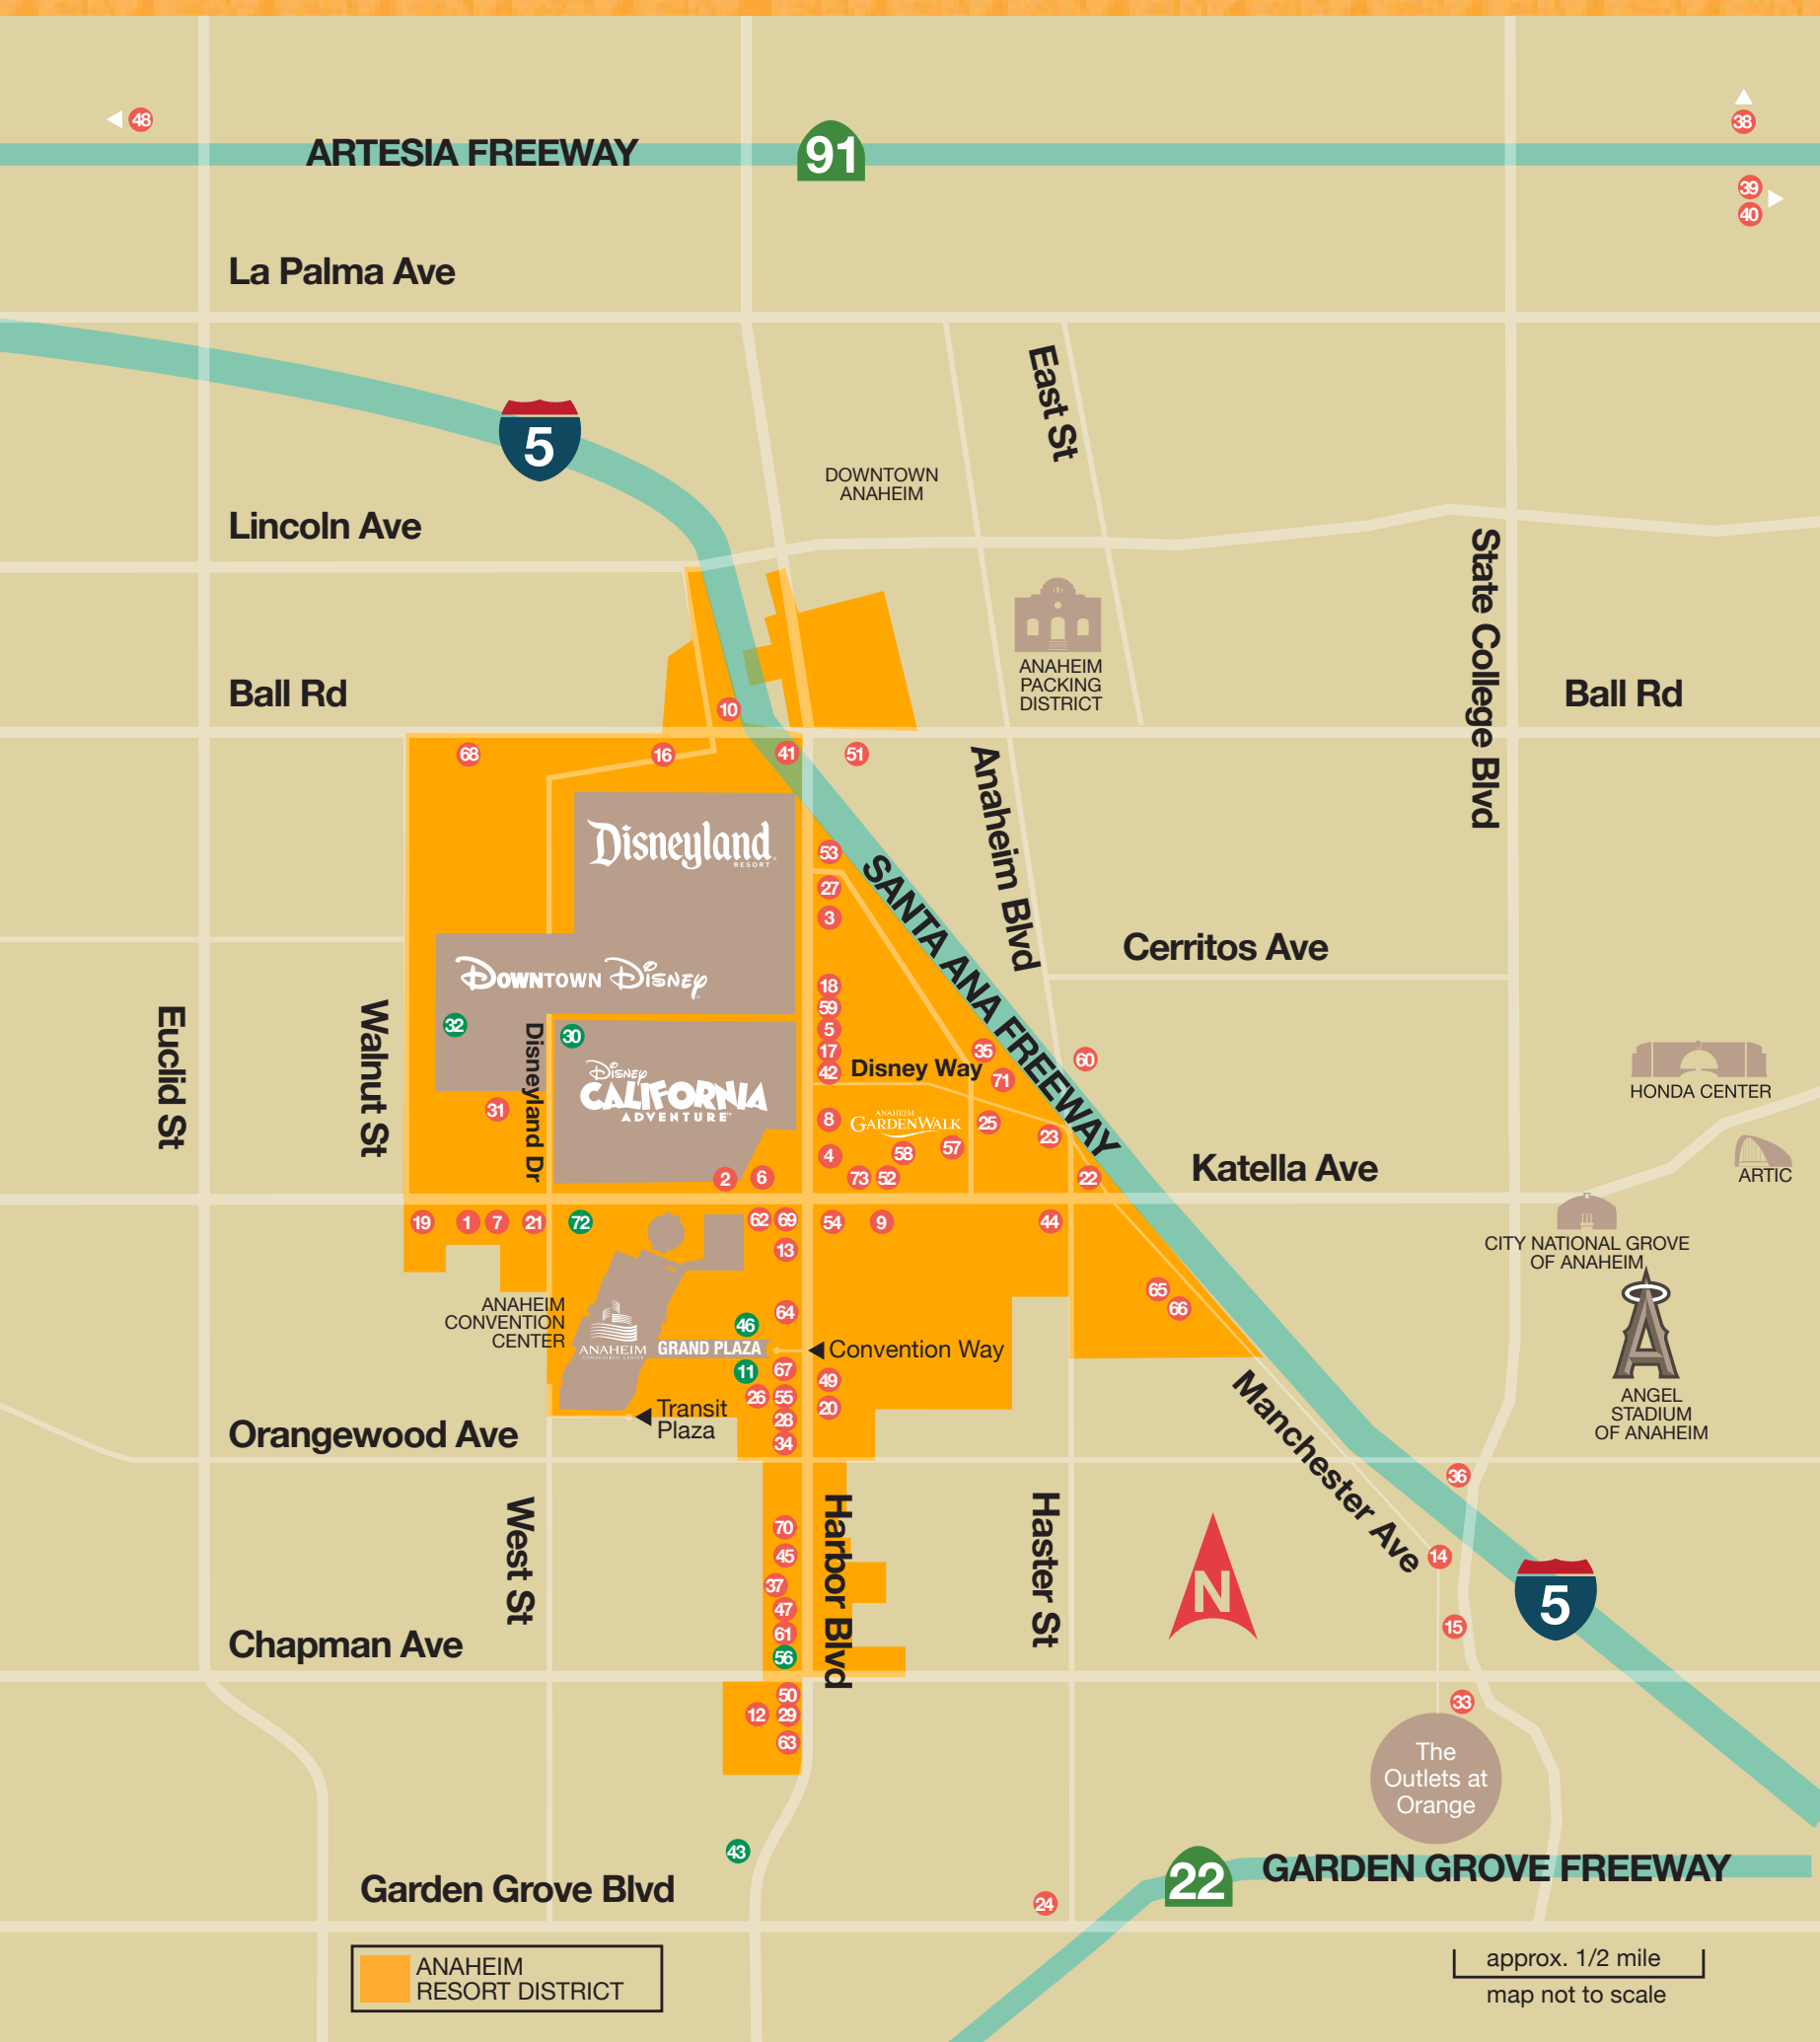 48
38
ARTESIA FREEWAY
91
39
40
La Palma Ave
East St
5
DOWNTOWN
ANAHEIM
Lincoln Ave
State College Blvd
ANAHEIM
PACKING
DISTRICT
Ball Rd
Ball Rd
10
68
16
41
51
Anaheim Blvd
Disneyland
RESORT
53
SANTA ANA FREEWAY
27
3
Cerritos Ave
DOWNTOWN DISNEY
18
59
Euclid St
Walnut St
32
Disneyland Dr
30
5
17
35
60
42
Disney Way
71
DISNEY
CALIFORNIA
ADVENTURE
HONDA CENTER
31
8
ANAHEIM
GARDENWALK
25
23
4
58
57
Katella Ave
ARTIC
2
6
73
52
22
19
1
7
21
72
62
69
54
9
44
13
CITY NATIONAL GROVE
OF ANAHEIM
65
66
ANAHEIM
CONVENTION
CENTER
64
46
ANAHEIM
CONVENTION CENTER
GRAND PLAZA
Convention Way
11
67
49
26
55
20
Transit
Plaza
28
34
ANGEL
STADIUM
OF ANAHEIM
Manchester Ave
Orangewood Ave
36
West St
Harbor Blvd
Haster St
70
45
14
37
N
5
47
61
15
Chapman Ave
56
50
12
29
33
63
The
Outlets at
Orange
43
22
GARDEN GROVE FREEWAY
Garden Grove Blvd
24
ANAHEIM
RESORT DISTRICT
approx. 1/2 mile
map not to scale